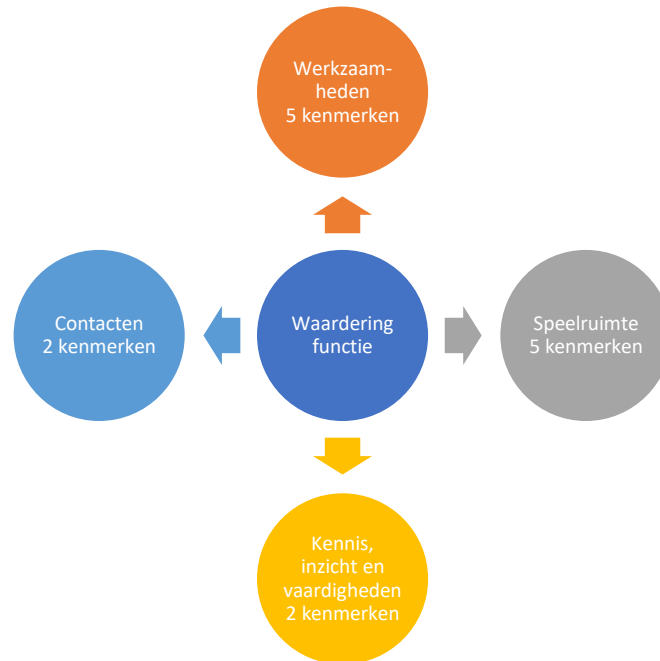 Werkzaam-
heden
5 kenmerken
Contacten
2 kenmerken
Waardering
functie
Speelruimte
5 kenmerken
Kennis,
inzicht en
vaardigheden
2 kenmerken